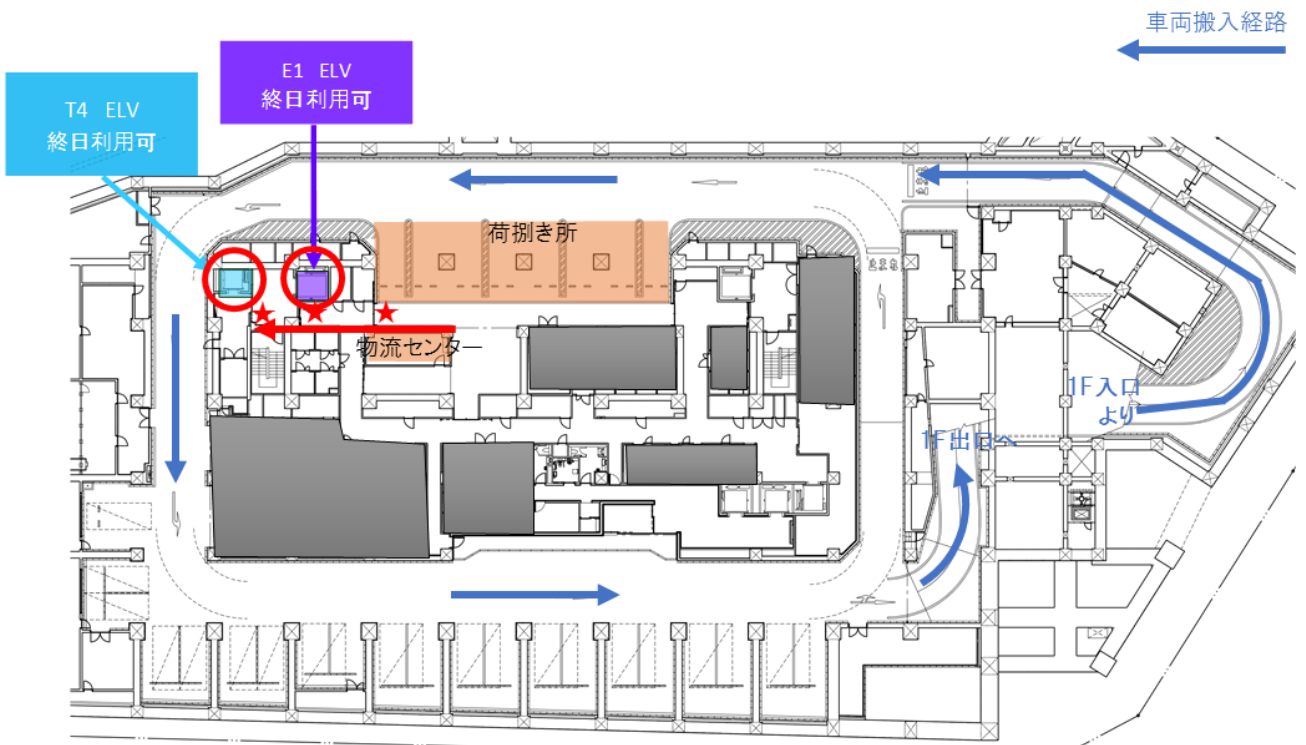 車両搬入経路
E1 ELV
終日利用可
T4 ELV
終日利用可
荷捌き所
物流センター
1F入口
より
1F出口へ